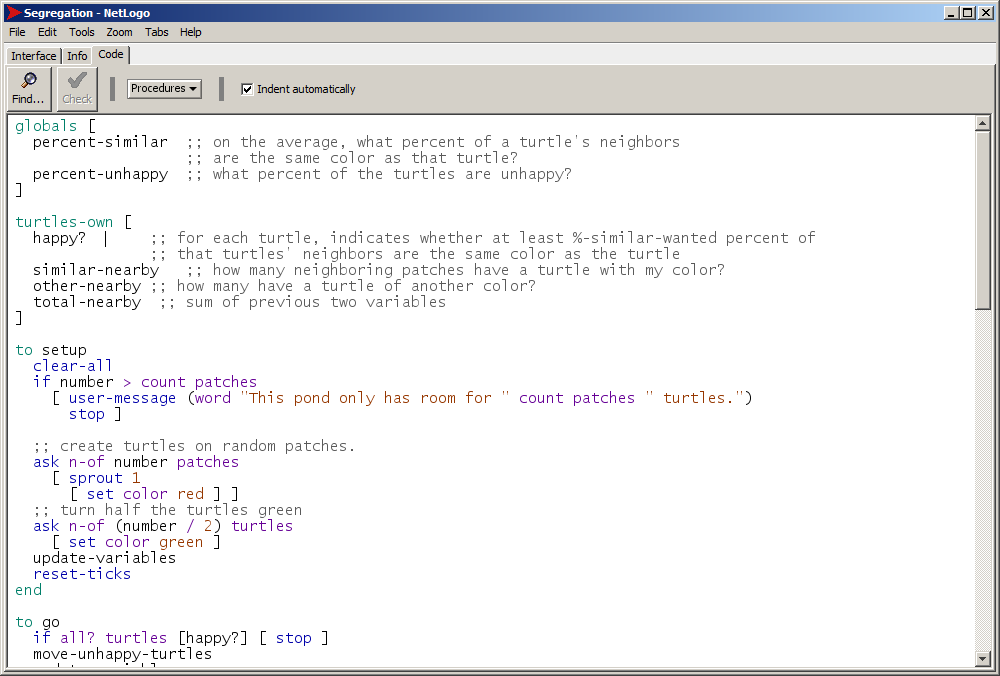 Segregation - NetLogo
File Edit Tools Zoom Tabs Help
Interface Info Code
Find... Check Procedures Indent automatically
globals [
  percent-similar  ;; on the average, what percent of a turtle's neighbors
                   ;; are the same color as that turtle?
  percent-unhappy  ;; what percent of the turtles are unhappy?
]
turtles-own [
  happy?       ;; for each turtle, indicates whether at least %-similar-wanted percent of
               ;; that turtles' neighbors are the same color as the turtle
  similar-nearby   ;; how many neighboring patches have a turtle with my color?
  other-nearby ;; how many have a turtle of another color?
  total-nearby  ;; sum of previous two variables
]
to setup
  clear-all
  if number > count patches
    [ user-message (word "This pond only has room for " count patches " turtles.")
      stop ]
  ;; create turtles on random patches.
  ask n-of number patches
    [ sprout 1
      [ set color red ] ]
  ;; turn half the turtles green
  ask n-of (number / 2) turtles
    [ set color green ]
  update-variables
  reset-ticks
end
to go
  if all? turtles [happy?] [ stop ]
  move-unhappy-turtles